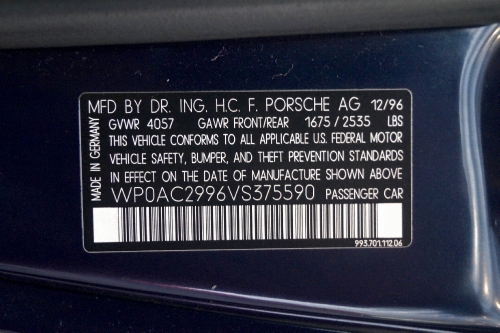 MFD BY DR. ING. H.C. F. PORSCHE AG 12/96
GVWR 4057 GAWR FRONT/REAR 1675 / 2535 LBS
THIS VEHICLE CONFORMS TO ALL APPLICABLE U.S. FEDERAL MOTOR
VEHICLE SAFETY, BUMPER, AND THEFT PREVENTION STANDARDS
IN EFFECT ON THE DATE OF MANUFACTURE SHOWN ABOVE.
WP0AC2996VS375590 PASSENGER CAR
993.701.112.06
MADE IN GERMANY